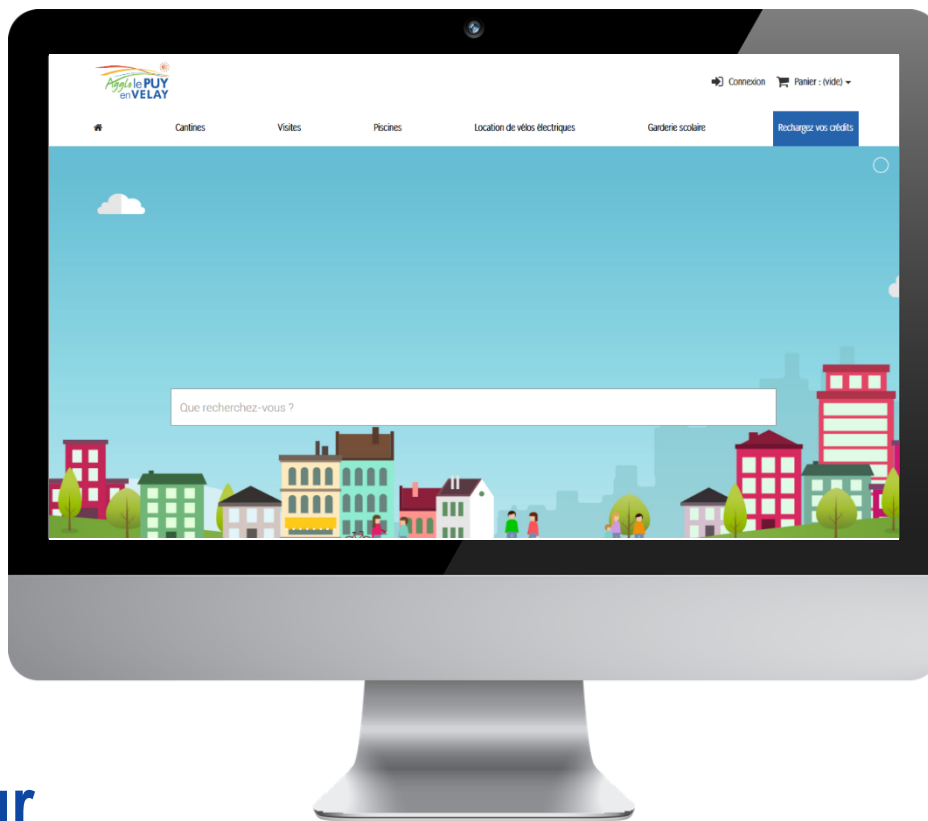 Agglo le PUY
en VELAY
Connexion Panier : (vide)
Cantines Visites Piscines Location de vélos électriques Garderie scolaire Rechargez vos crédits
Que recherchez-vous ?
ur